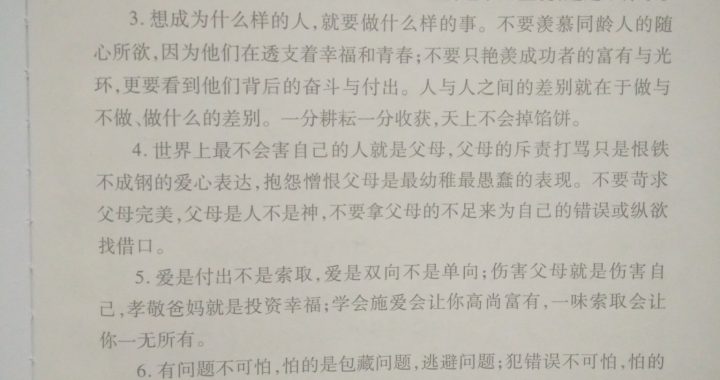 3. 想成为什么样的人,就要做什么样的事。不要羡慕同龄人的随
心所欲,因为他们在透支着幸福和青春;不要只艳羡成功者的富有与光
环,更要看到他们背后的奋斗与付出。人与人之间的差别就在于做与
不做、做什么的差别。一分耕耘一分收获,天上不会掉馅饼。
4. 世界上最不会害自己的人就是父母,父母的斥责打骂只是恨铁
不成钢的爱心表达,抱怨憎恨父母是最幼稚最愚蠢的表现。不要苛求
父母完美,父母是人不是神,不要拿父母的不足来为自己的错误或纵欲
找借口。
5. 爱是付出不是索取,爱是双向不是单向;伤害父母就是伤害自
己,孝敬爸妈就是投资幸福;学会施爱会让你高尚富有,一味索取会让
你一无所有。
6. 有问题不可怕,怕的是包藏问题,逃避问题;犯错误不可怕,怕的